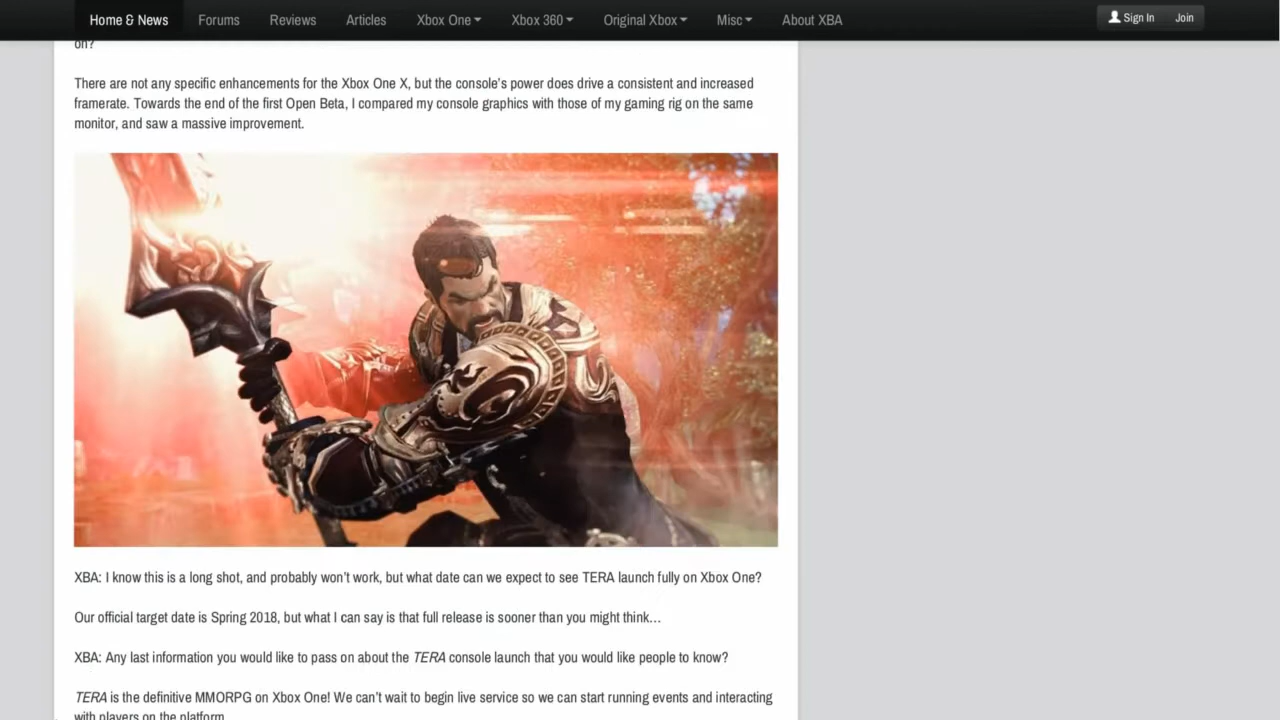 Home & News Forums Reviews Articles Xbox One Xbox 360 Original Xbox Misc About XBA Sign In Join
on?
There are not any specific enhancements for the Xbox One X, but the console's power does drive a consistent and increased
framerate. Towards the end of the first Open Beta, I compared my console graphics with those of my gaming rig on the same
monitor, and saw a massive improvement.
XBA: I know this is a long shot, and probably won't work, but what date can we expect to see TERA launch fully on Xbox One?
Our official target date is Spring 2018, but what I can say is that full release is sooner than you might think…
XBA: Any last information you would like to pass on about the TERA console launch that you would like people to know?
TERA is the definitive MMORPG on Xbox One! We can't wait to begin live service so we can start running events and interacting
with players on the platform